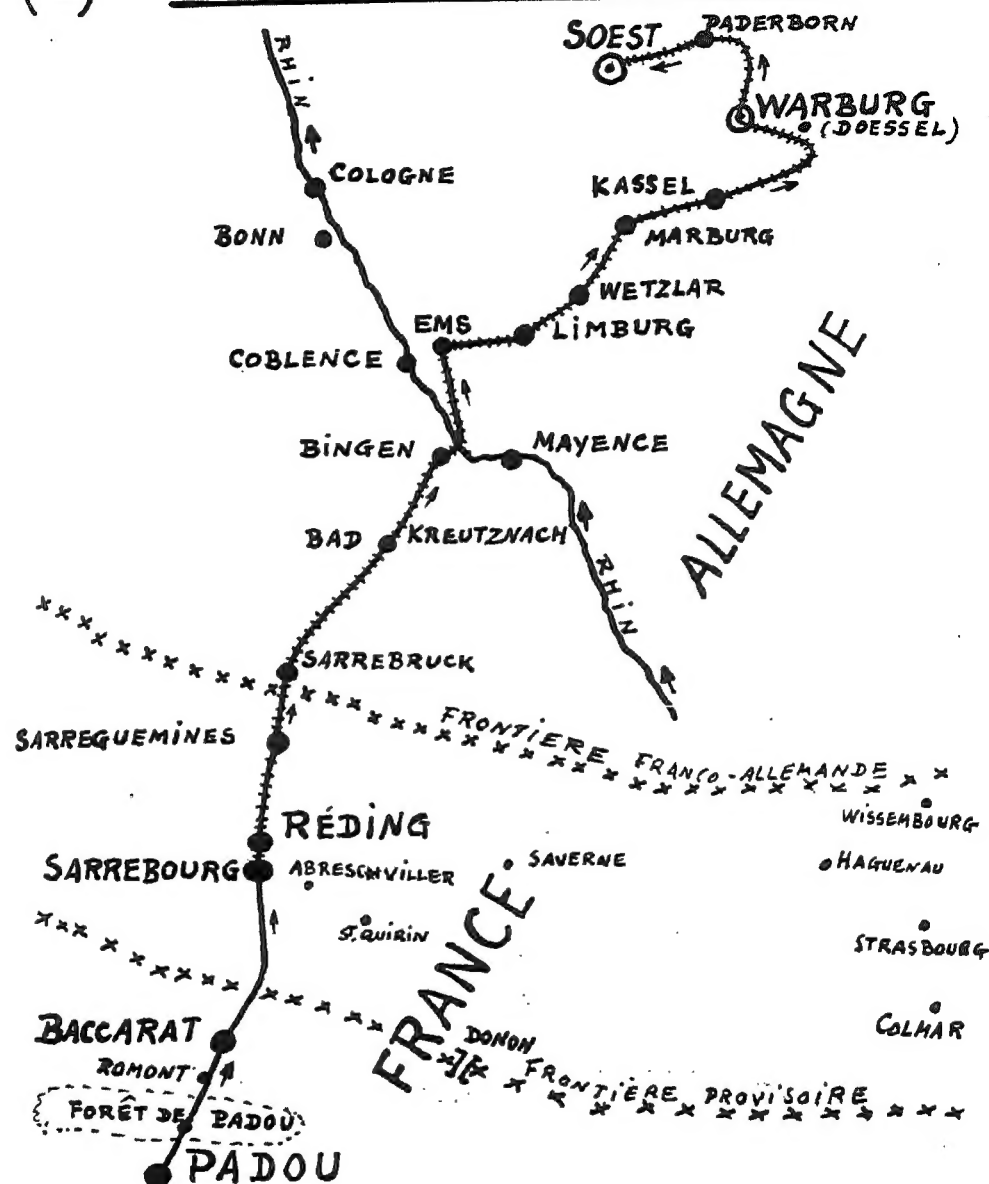 SOEST
PADERBORN
RHIN
WARBURG
(DOESSEL)
COLOGNE
KASSEL
BONN
MARBURG
WETZLAR
EMS
LIMBURG
COBLENCE
ALLEMAGNE
BINGEN
MAYENCE
BAD KREUTZNACH
RHIN
SARREBRUCK
FRONTIERE FRANCO-ALLEMANDE
SARREGUEMINES
WISSEMBOURG
RÉDING
SAVERNE
HAGUENAU
SARREBOURG
ABRESCHVILLER
FRANCE
ST. QUIRIN
STRASBOURG
COLMAR
BACCARAT
DONON
FRONTIÈRE PROVISOIRE
ROMONT
FORÊT DE PADOU
PADOU